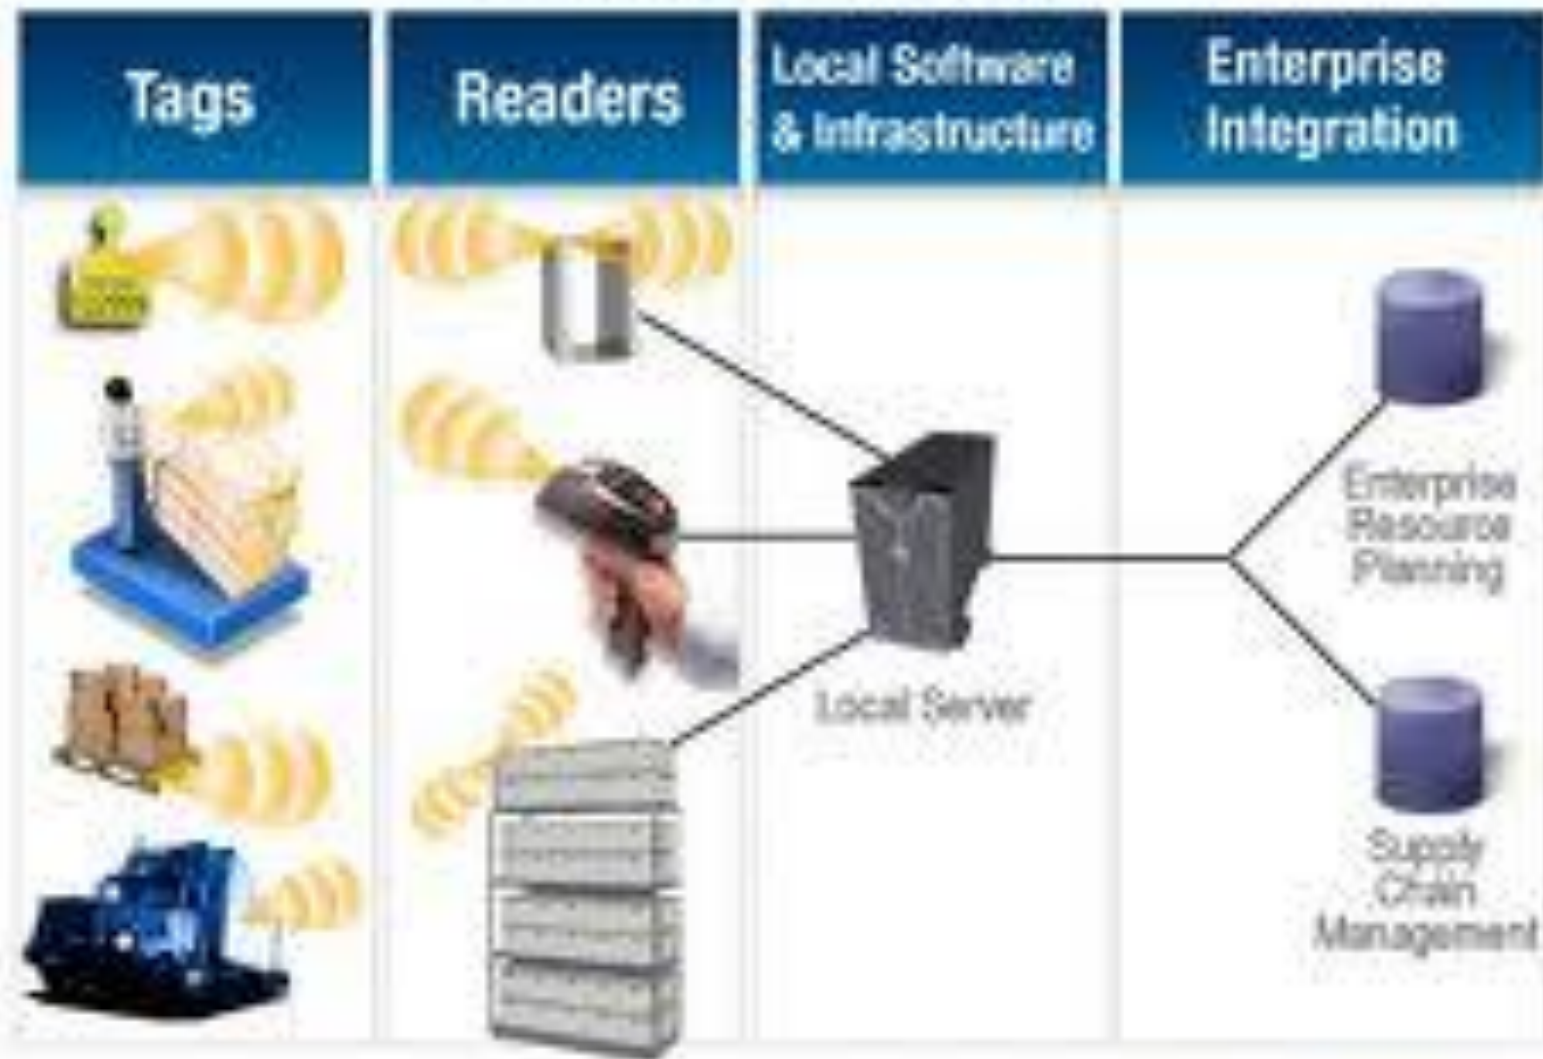 Tags
Readers
Local Software
& Infrastructure
Enterprise
Integration
Local Server
Enterprise
Resource
Planning
Supply
Chain
Management